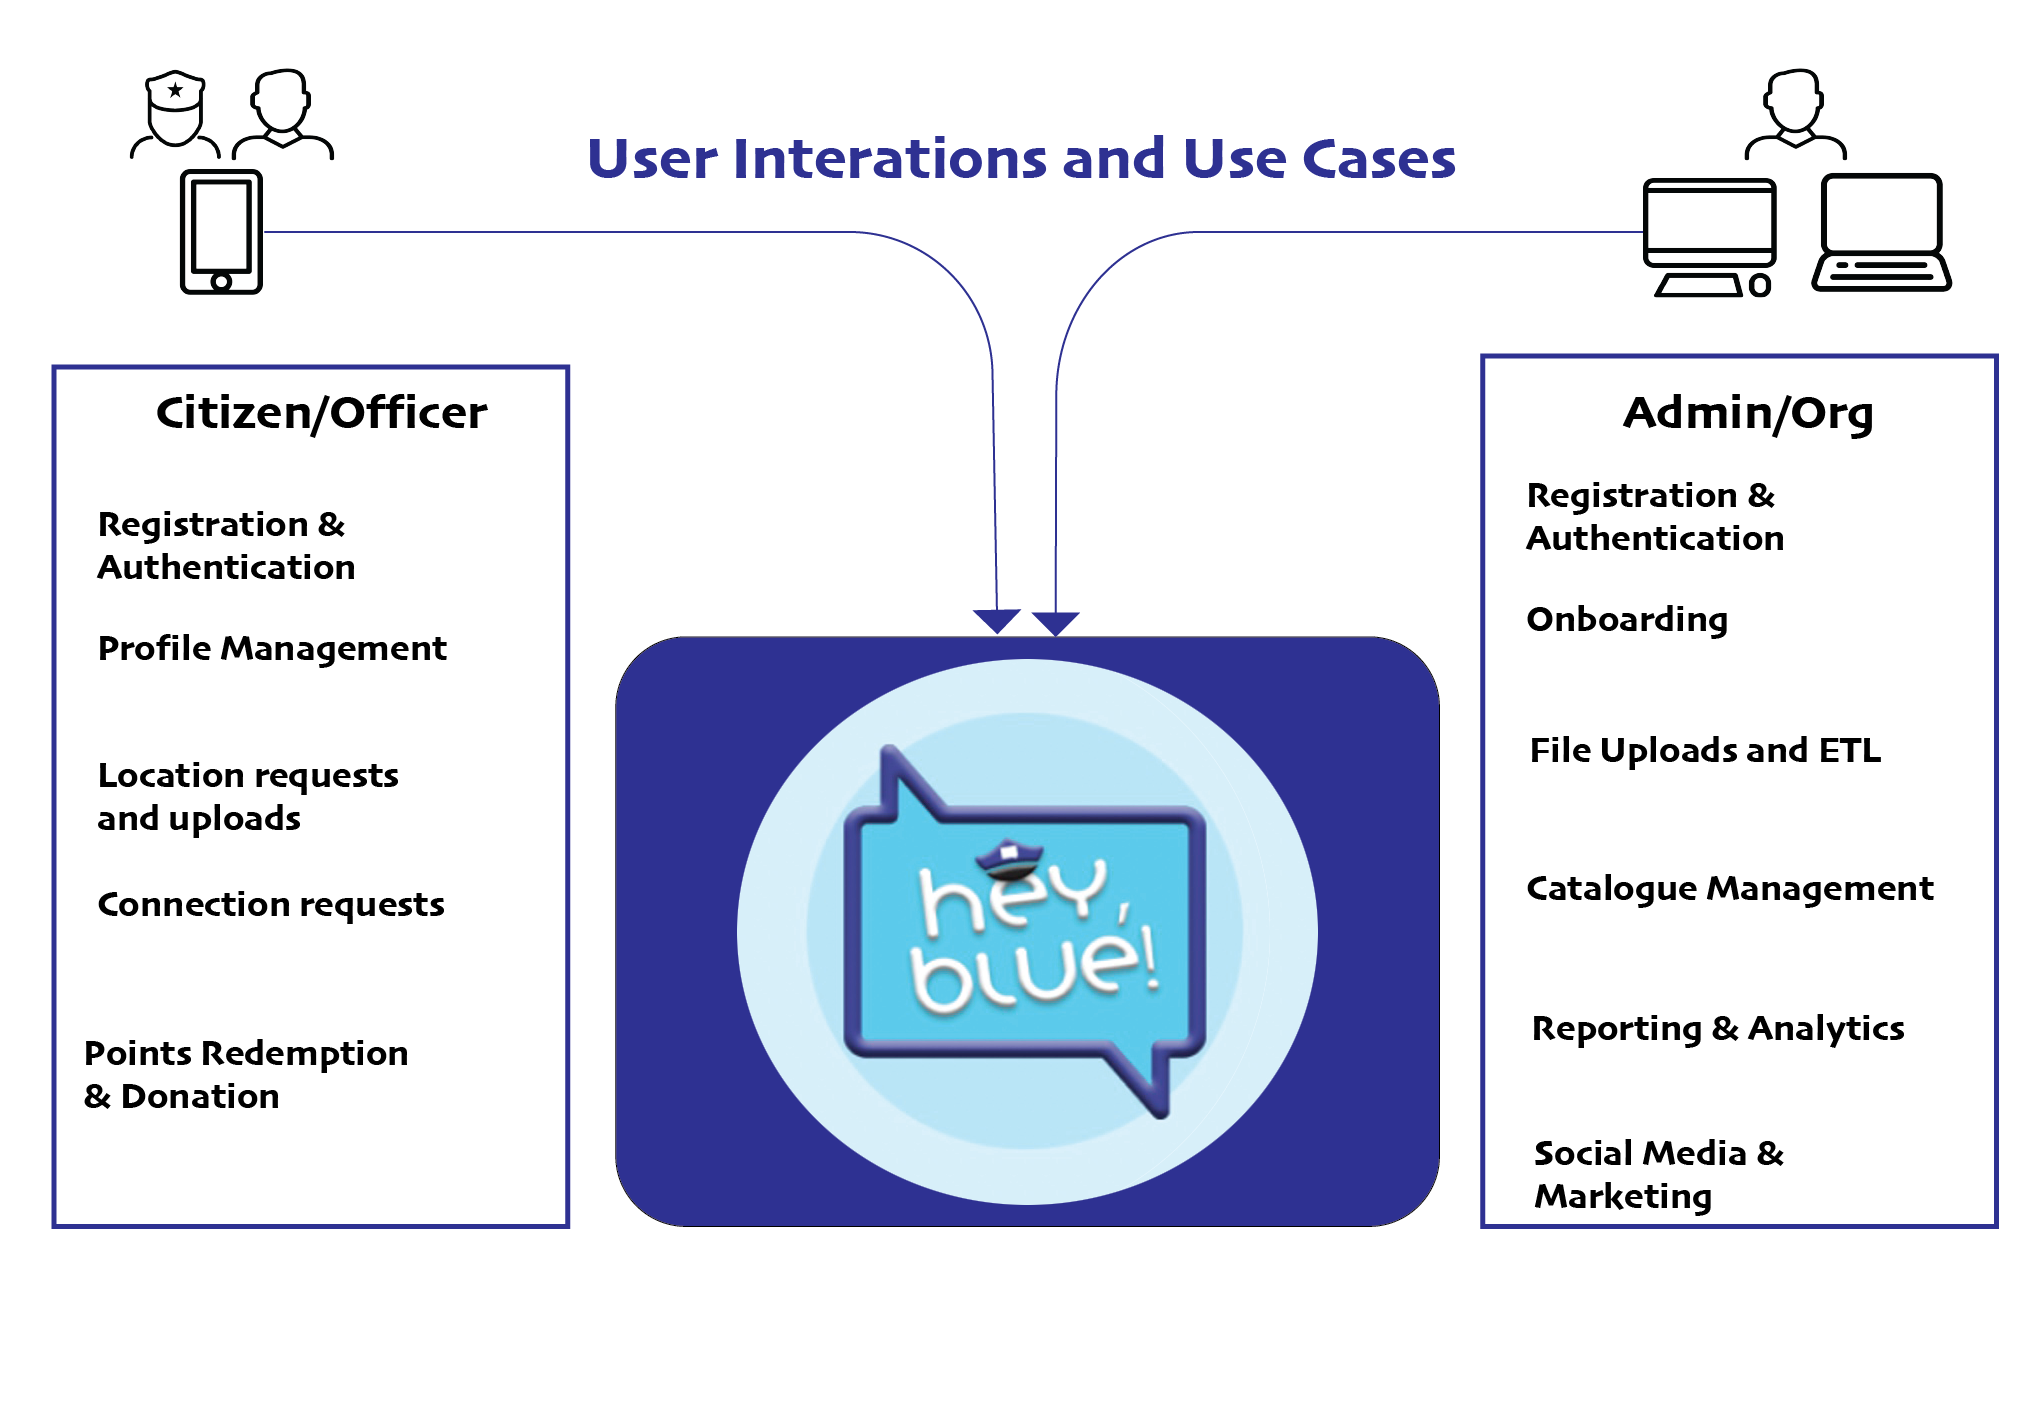 User Interations and Use Cases
Citizen/Officer
Registration &
Authentication
Profile Management
Location requests
and uploads
Connection requests
Points Redemption
& Donation
hey,
blue!
Admin/Org
Registration &
Authentication
Onboarding
File Uploads and ETL
Catalogue Management
Reporting & Analytics
Social Media &
Marketing